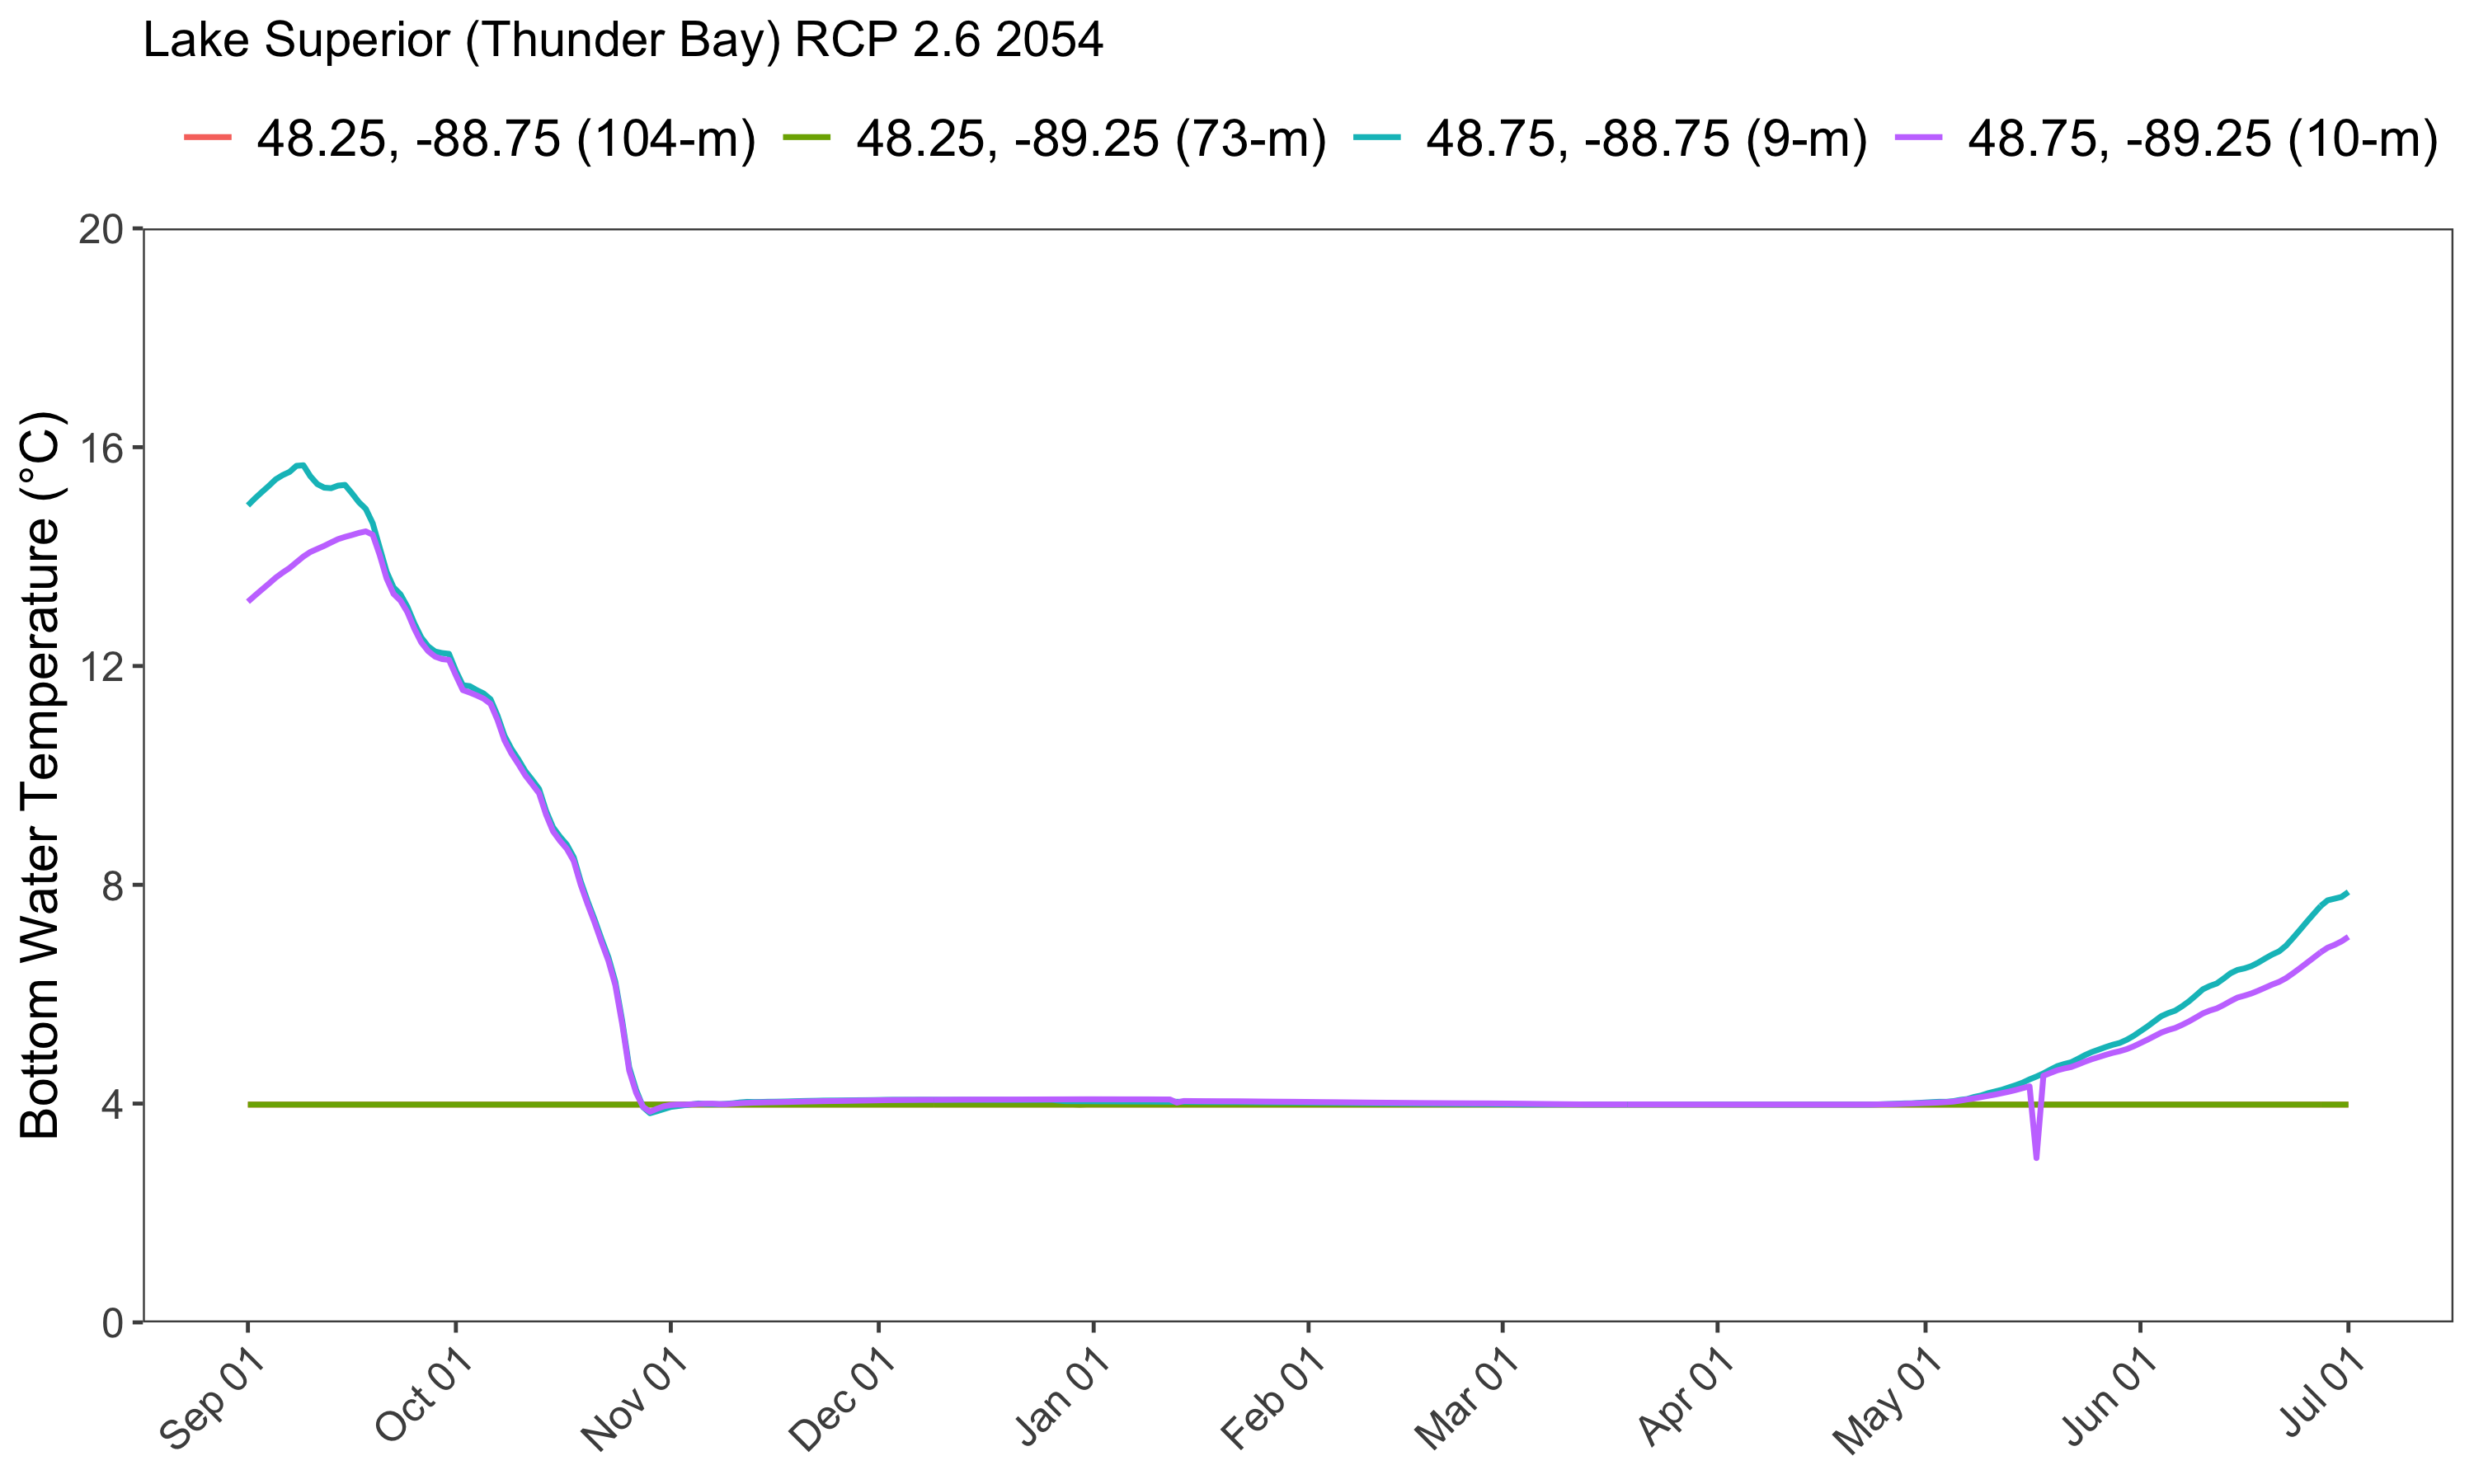 Lake Superior (Thunder Bay) RCP 2.6 2054
48.25, -88.75 (104-m) 48.25, -89.25 (73-m) 48.75, -88.75 (9-m) 48.75, -89.25 (10-m)
Bottom Water Temperature (°C)
20
16
12
8
4
0
Sep 01 Oct 01 Nov 01 Dec 01 Jan 01 Feb 01 Mar 01 Apr 01 May 01 Jun 01 Jul 01